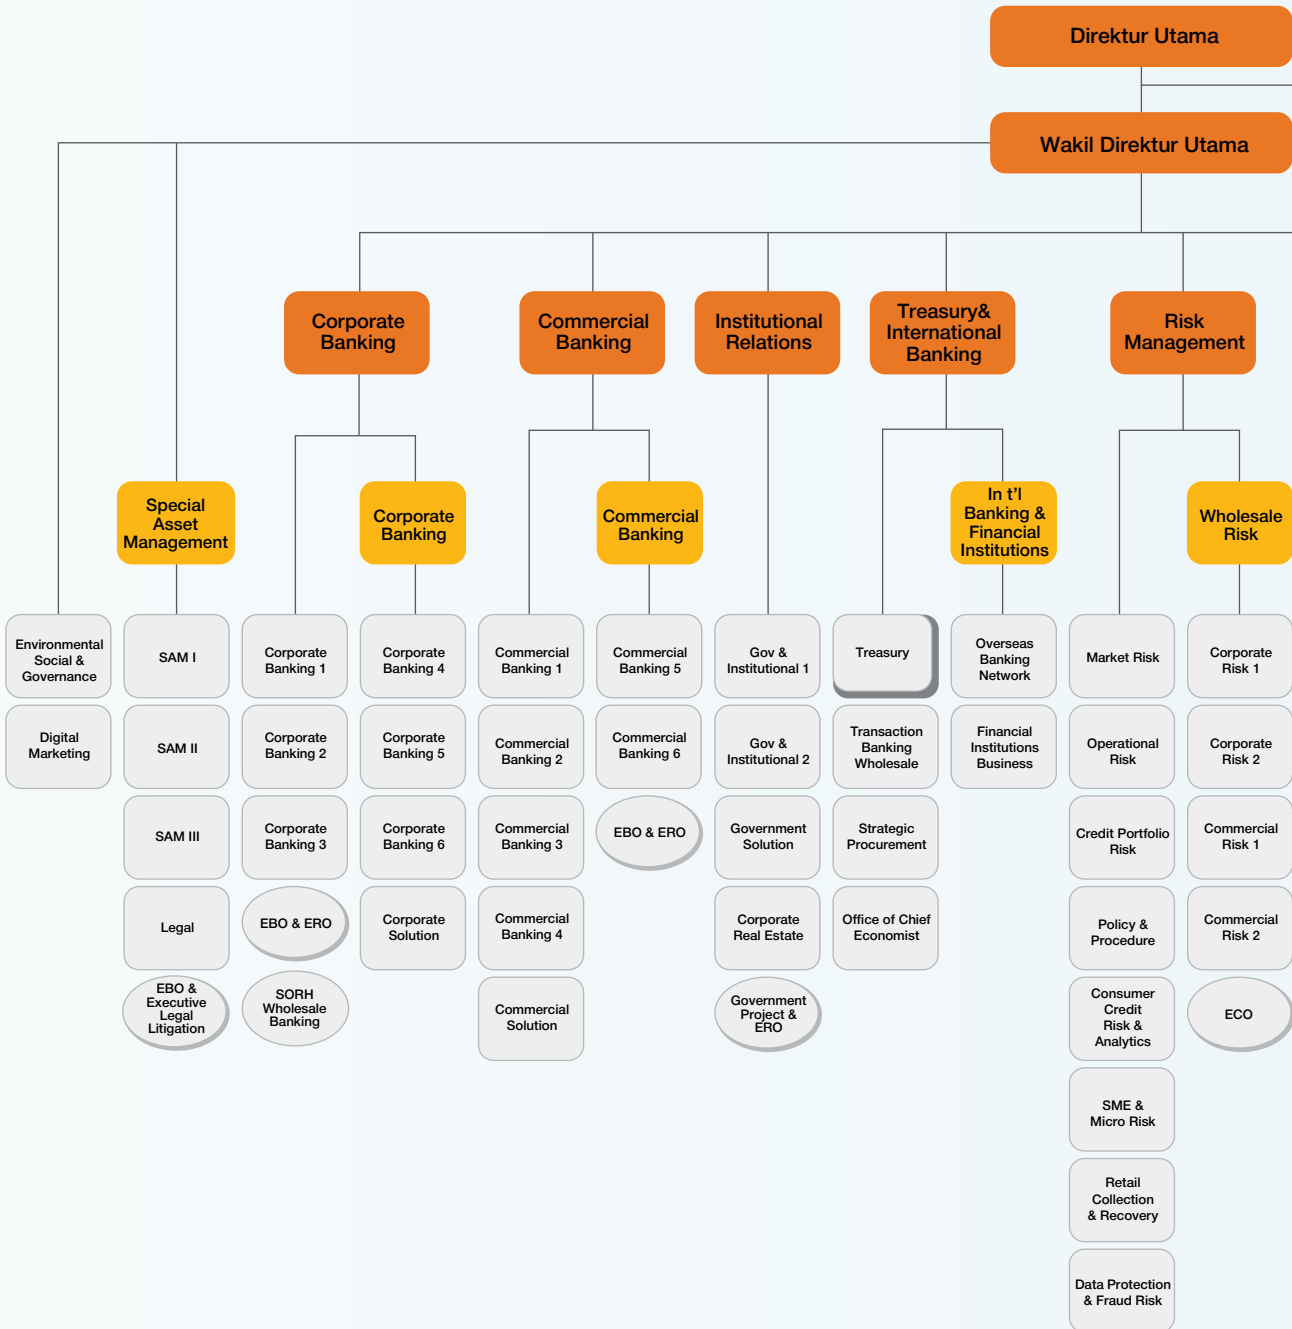 Direktur Utama
Wakil Direktur Utama
Corporate
Banking
Commercial
Banking
Institutional
Relations
Treasury&
International
Banking
Risk
Management
Special
Asset
Management
Corporate
Banking
Commercial
Banking
In t'l
Banking &
Financial
Institutions
Wholesale
Risk
Environmental
Social &
Governance
Digital
Marketing
SAM I
SAM II
SAM III
Legal
EBO &
Executive
Legal
Litigation
Corporate
Banking 1
Corporate
Banking 2
Corporate
Banking 3
EBO & ERO
SORH
Wholesale
Banking
Corporate
Banking 4
Corporate
Banking 5
Corporate
Banking 6
Corporate
Solution
Commercial
Banking 1
Commercial
Banking 2
Commercial
Banking 3
Commercial
Banking 4
Commercial
Solution
Commercial
Banking 5
Commercial
Banking 6
EBO & ERO
Gov &
Institutional 1
Gov &
Institutional 2
Government
Solution
Corporate
Real Estate
Government
Project &
ERO
Treasury
Transaction
Banking
Wholesale
Strategic
Procurement
Office of Chief
Economist
Overseas
Banking
Network
Financial
Institutions
Business
Market Risk
Operational
Risk
Credit Portfolio
Risk
Policy &
Procedure
Consumer
Credit
Risk &
Analytics
SME &
Micro Risk
Retail
Collection
& Recovery
Data Protection
& Fraud Risk
Corporate
Risk 1
Corporate
Risk 2
Commercial
Risk 1
Commercial
Risk 2
ECO